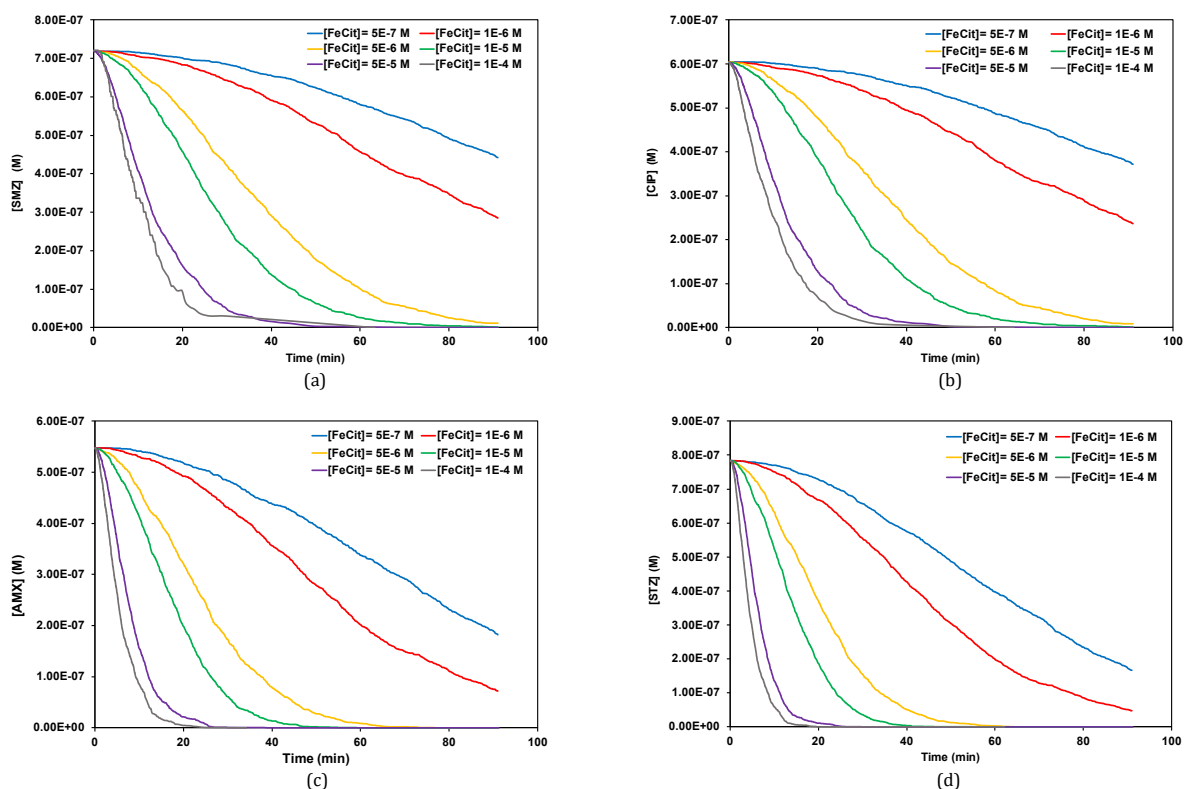 8.00E-07
7.00E-07
6.00E-07
5.00E-07
4.00E-07
3.00E-07
2.00E-07
1.00E-07
0.00E+00
[SMZ] (M)
[FeCit]= 5E-7 M [FeCit]= 1E-6 M
[FeCit]= 5E-6 M [FeCit]= 1E-5 M
[FeCit]= 5E-5 M [FeCit]= 1E-4 M
0 20 40 60 80 100
Time (min)
(a)
7.00E-07
6.00E-07
5.00E-07
4.00E-07
3.00E-07
2.00E-07
1.00E-07
0.00E+00
[CIP] (M)
[FeCit]= 5E-7 M [FeCit]= 1E-6 M
[FeCit]= 5E-6 M [FeCit]= 1E-5 M
[FeCit]= 5E-5 M [FeCit]= 1E-4 M
0 20 40 60 80 100
Time (min)
(b)
6.00E-07
5.00E-07
4.00E-07
3.00E-07
2.00E-07
1.00E-07
0.00E+00
[AMX] (M)
[FeCit]= 5E-7 M [FeCit]= 1E-6 M
[FeCit]= 5E-6 M [FeCit]= 1E-5 M
[FeCit]= 5E-5 M [FeCit]= 1E-4 M
0 20 40 60 80 100
Time (min)
(c)
9.00E-07
8.00E-07
7.00E-07
6.00E-07
5.00E-07
4.00E-07
3.00E-07
2.00E-07
1.00E-07
0.00E+00
[STZ] (M)
[FeCit]= 5E-7 M [FeCit]= 1E-6 M
[FeCit]= 5E-6 M [FeCit]= 1E-5 M
[FeCit]= 5E-5 M [FeCit]= 1E-4 M
0 20 40 60 80 100
Time (min)
(d)